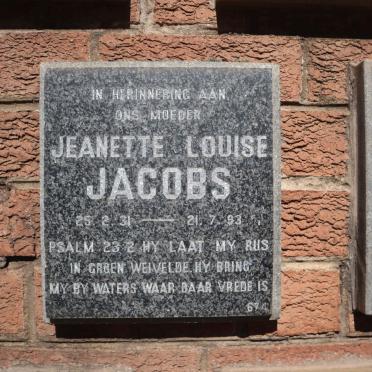 IN HERINNERING AAN
ONS MOEDER
JEANETTE LOUISE
JACOBS
25.2.31 — 21.7.93
PSALM 23:2 HY LAAT MY RUS
IN GROEN WEIVELDE. HY BRING
MY BY WATERS WAAR DAAR VREDE IS.
674